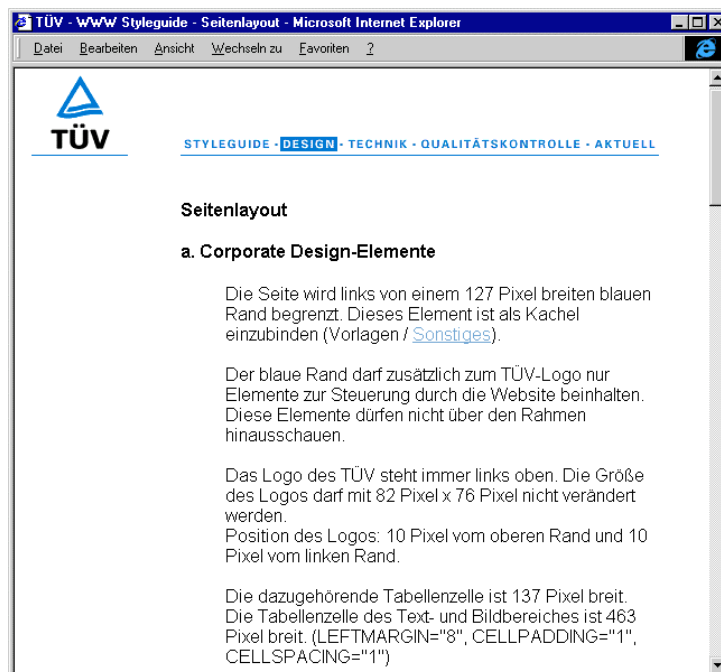 TÜV - WWW Styleguide - Seitenlayout - Microsoft Internet Explorer
Datei Bearbeiten Ansicht Wechseln zu Favoriten ?
TÜV
STYLEGUIDE - DESIGN - TECHNIK - QUALITÄTSKONTROLLE - AKTUELL
Seitenlayout
a. Corporate Design-Elemente
Die Seite wird links von einem 127 Pixel breiten blauen
Rand begrenzt. Dieses Element ist als Kachel
einzubinden (Vorlagen / Sonstiges).
Der blaue Rand darf zusätzlich zum TÜV-Logo nur
Elemente zur Steuerung durch die Website beinhalten.
Diese Elemente dürfen nicht über den Rahmen
hinausschauen.
Das Logo des TÜV steht immer links oben. Die Größe
des Logos darf mit 82 Pixel x 76 Pixel nicht verändert
werden.
Position des Logos: 10 Pixel vom oberen Rand und 10
Pixel vom linken Rand.
Die dazugehörende Tabellenzelle ist 137 Pixel breit.
Die Tabellenzelle des Text- und Bildbereiches ist 463
Pixel breit. (LEFTMARGIN="8", CELLPADDING="1",
CELLSPACING="1")